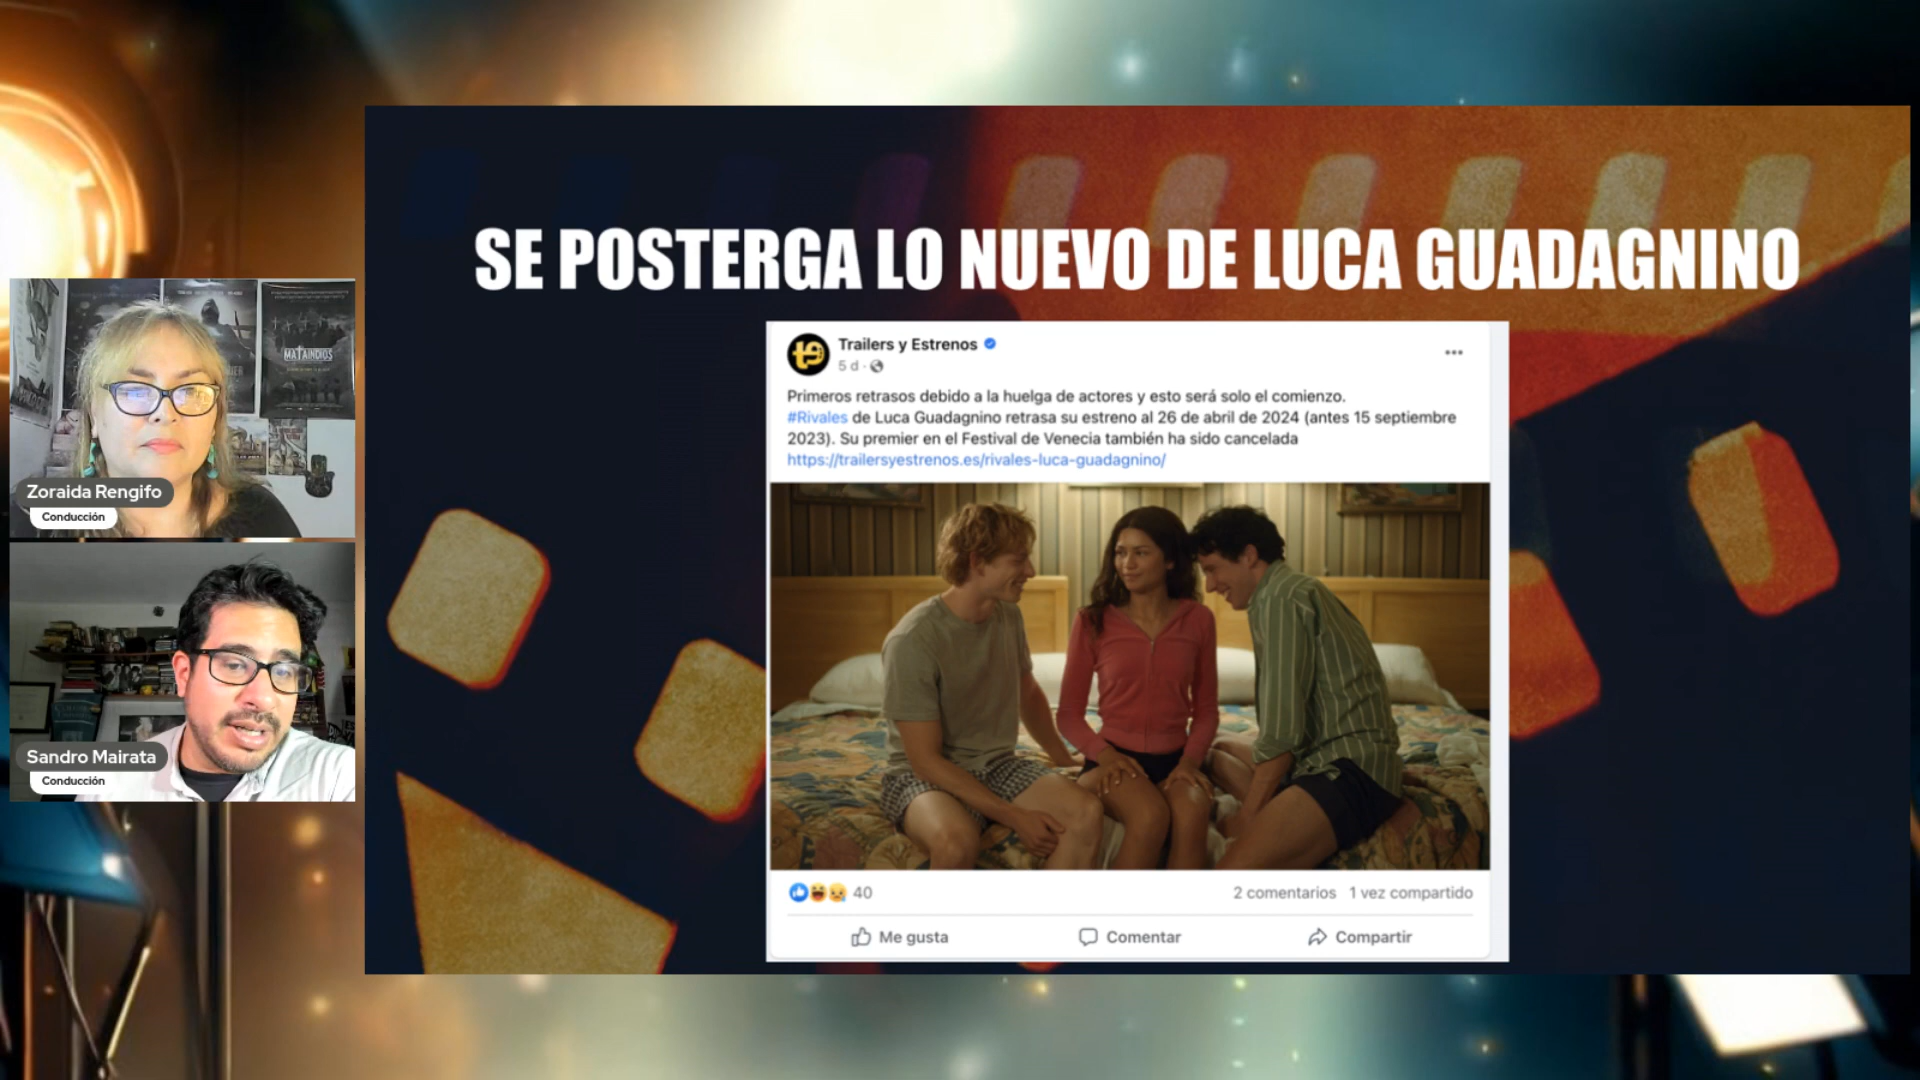 SE POSTERGA LO NUEVO DE LUCA GUADAGNINO
Trailers y Estrenos
5 d ·
Primeros retrasos debido a la huelga de actores y esto será solo el comienzo.
#Rivales de Luca Guadagnino retrasa su estreno al 26 de abril de 2024 (antes 15 septiembre
2023). Su premier en el Festival de Venecia también ha sido cancelada
https://trailersyestrenos.es/rivales-luca-guadagnino/
40
2 comentarios 1 vez compartido
Me gusta
Comentar
Compartir
MATAINDIOS
Zoraida Rengifo
Conducción
Sandro Mairata
Conducción